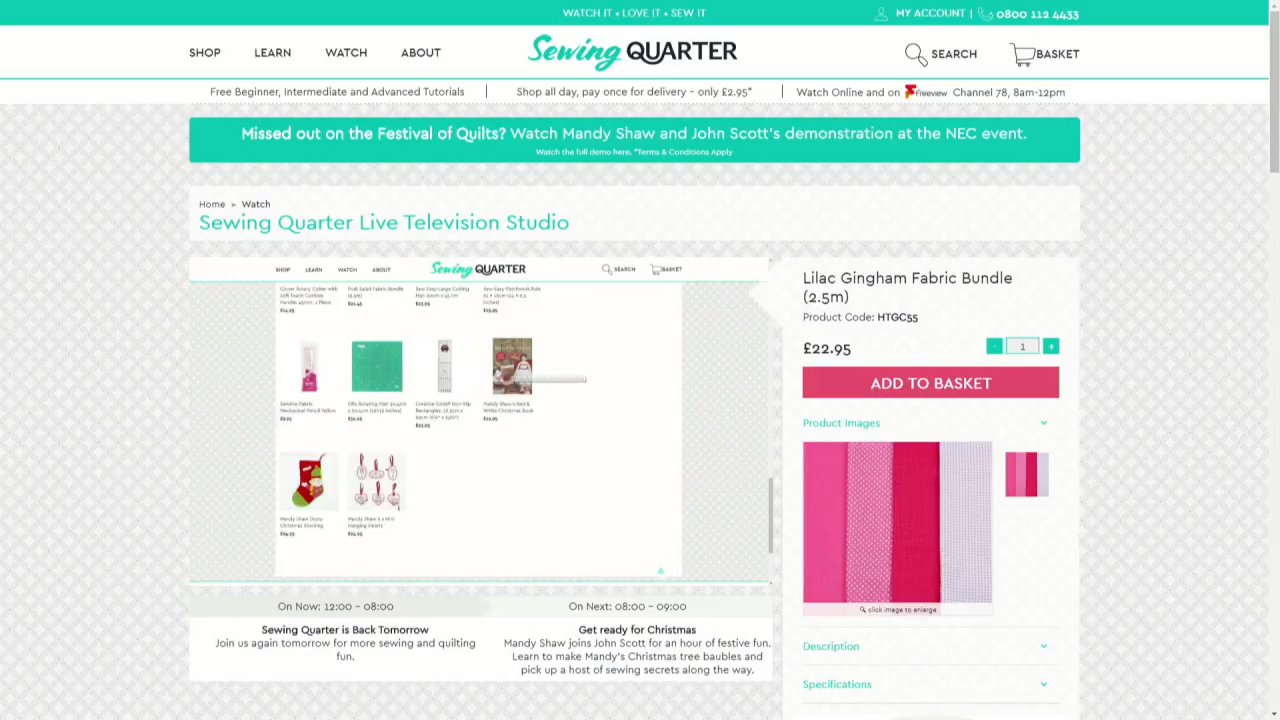 WATCH IT • LOVE IT • SEW IT
MY ACCOUNT | 0800 112 4433
SHOP LEARN WATCH ABOUT
Sewing QUARTER
SEARCH BASKET
Free Beginner, Intermediate and Advanced Tutorials
Shop all day, pay once for delivery - only £2.95*
Watch Online and on Freeview Channel 78, 8am-12pm
Missed out on the Festival of Quilts? Watch Mandy Shaw and John Scott's demonstration at the NEC event.
Watch the full demo here. *Terms & Conditions Apply
Home > Watch
Sewing Quarter Live Television Studio
SHOP LEARN WATCH ABOUT
Sewing QUARTER
SEARCH BASKET
Mandy Shaw Dusty
Christmas Stocking
Hanging Hearts
On Now: 12:00 - 08:00
Sewing Quarter is Back Tomorrow
Join us again tomorrow for more sewing and quilting
fun.
On Next: 08:00 - 09:00
Get ready for Christmas
Mandy Shaw joins John Scott for an hour of festive fun.
Learn to make Mandy's Christmas tree baubles and
pick up a host of sewing secrets along the way.
Lilac Gingham Fabric Bundle
(2.5m)
Product Code: HTGC55
£22.95
- 1 +
ADD TO BASKET
Product Images
click image to enlarge
Description
Specifications